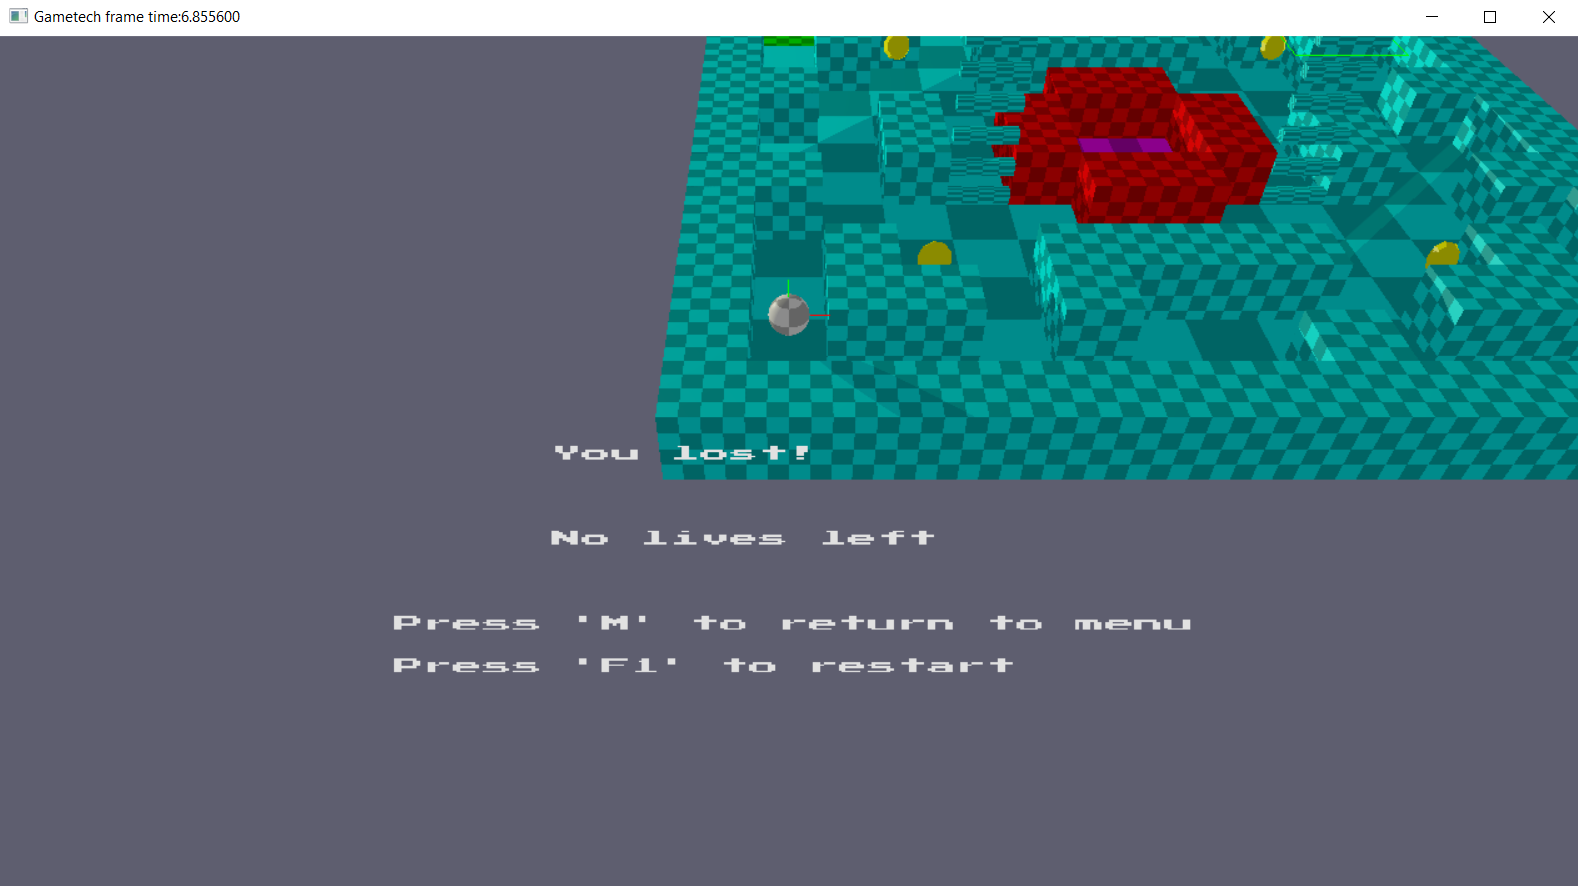 Gametech frame time:6.855600
You lost!
No lives left
Press 'M' to return to menu
Press 'F1' to restart